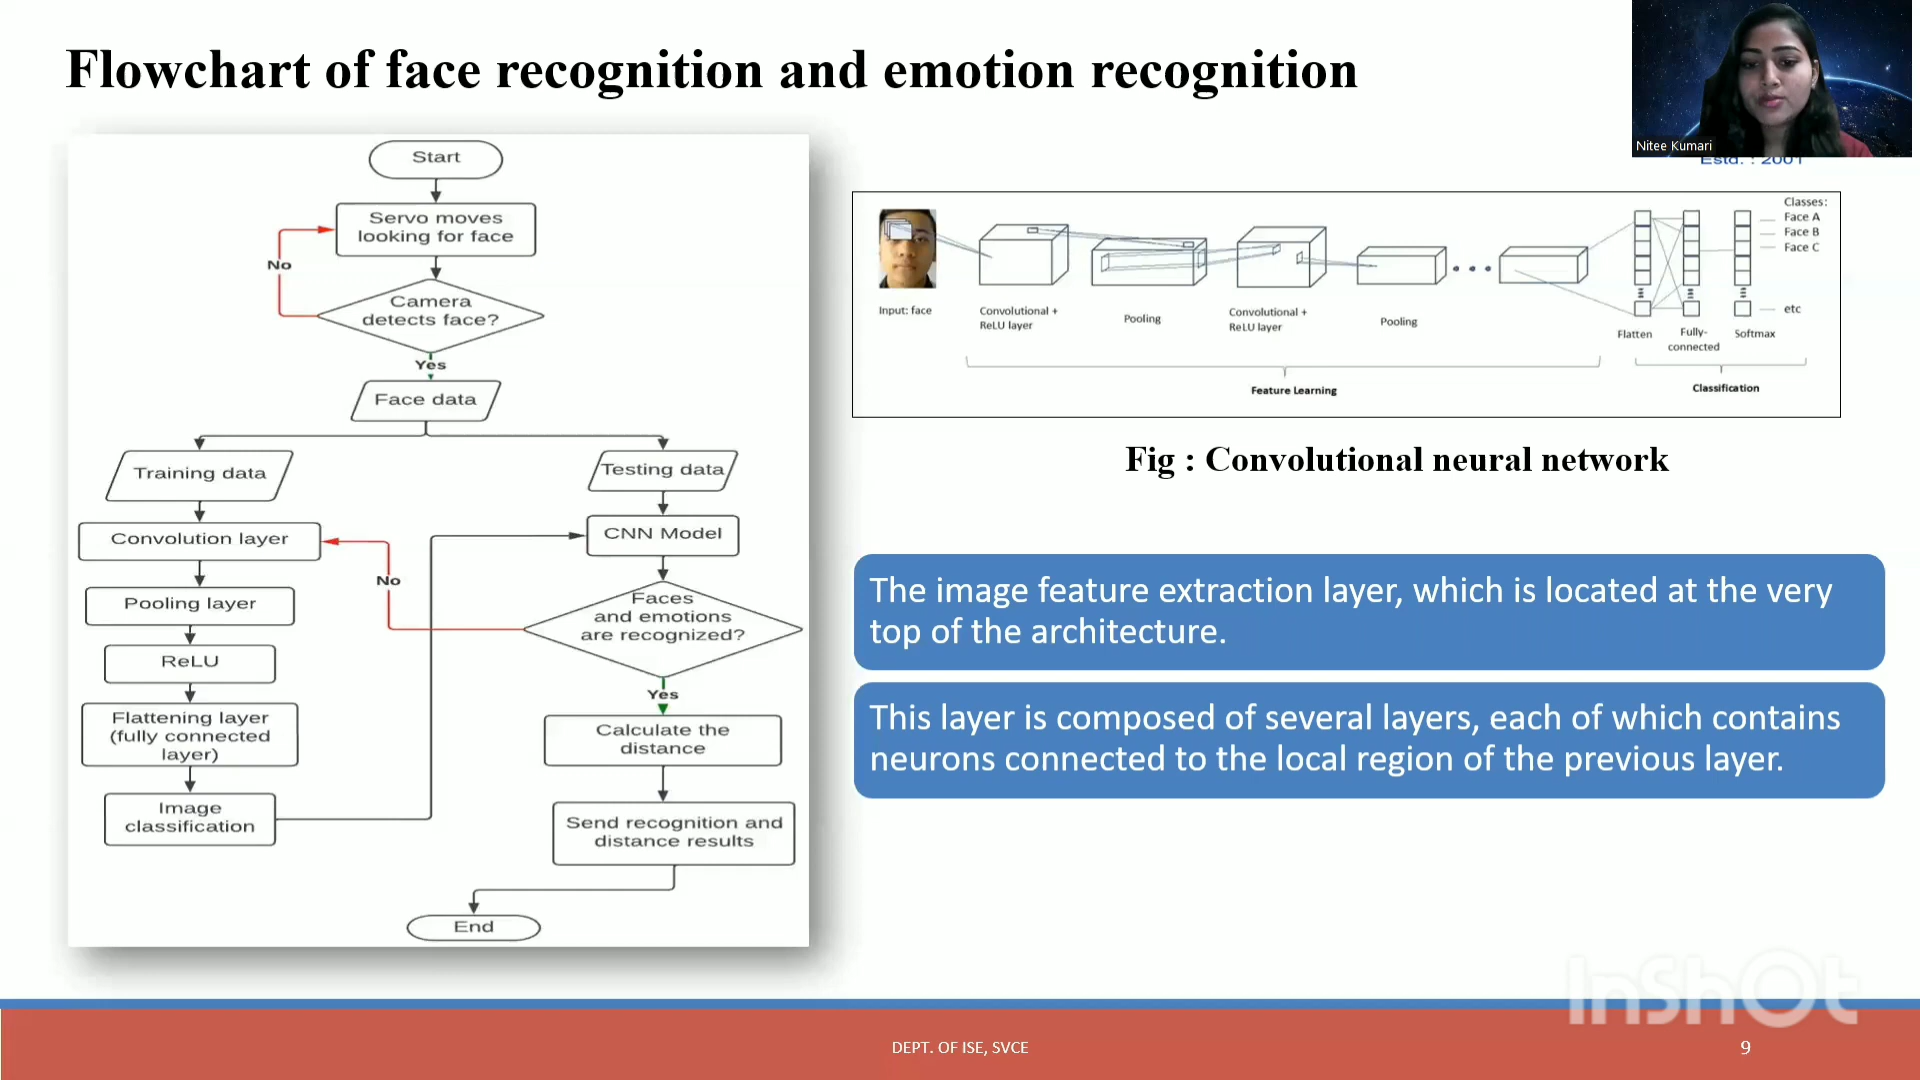 Flowchart of face recognition and emotion recognition
Nitee Kumari
Estd. : 2001
Start
Servo moves
looking for face
No
Camera
detects face?
Yes
Face data
Training data
Testing data
Convolution layer
CNN Model
No
Pooling layer
Faces
and emotions
are recognized?
ReLU
Yes
Flattening layer
(fully connected
layer)
Calculate the
distance
Image
classification
Send recognition and
distance results
End
Classes:
Face A
Face B
Face C
etc
Input: face
Convolutional +
ReLU layer
Pooling
Convolutional +
ReLU layer
Pooling
Flatten
Fully-
connected
Softmax
Feature Learning
Classification
Fig : Convolutional neural network
The image feature extraction layer, which is located at the very
top of the architecture.
This layer is composed of several layers, each of which contains
neurons connected to the local region of the previous layer.
InShOt
DEPT. OF ISE, SVCE
9